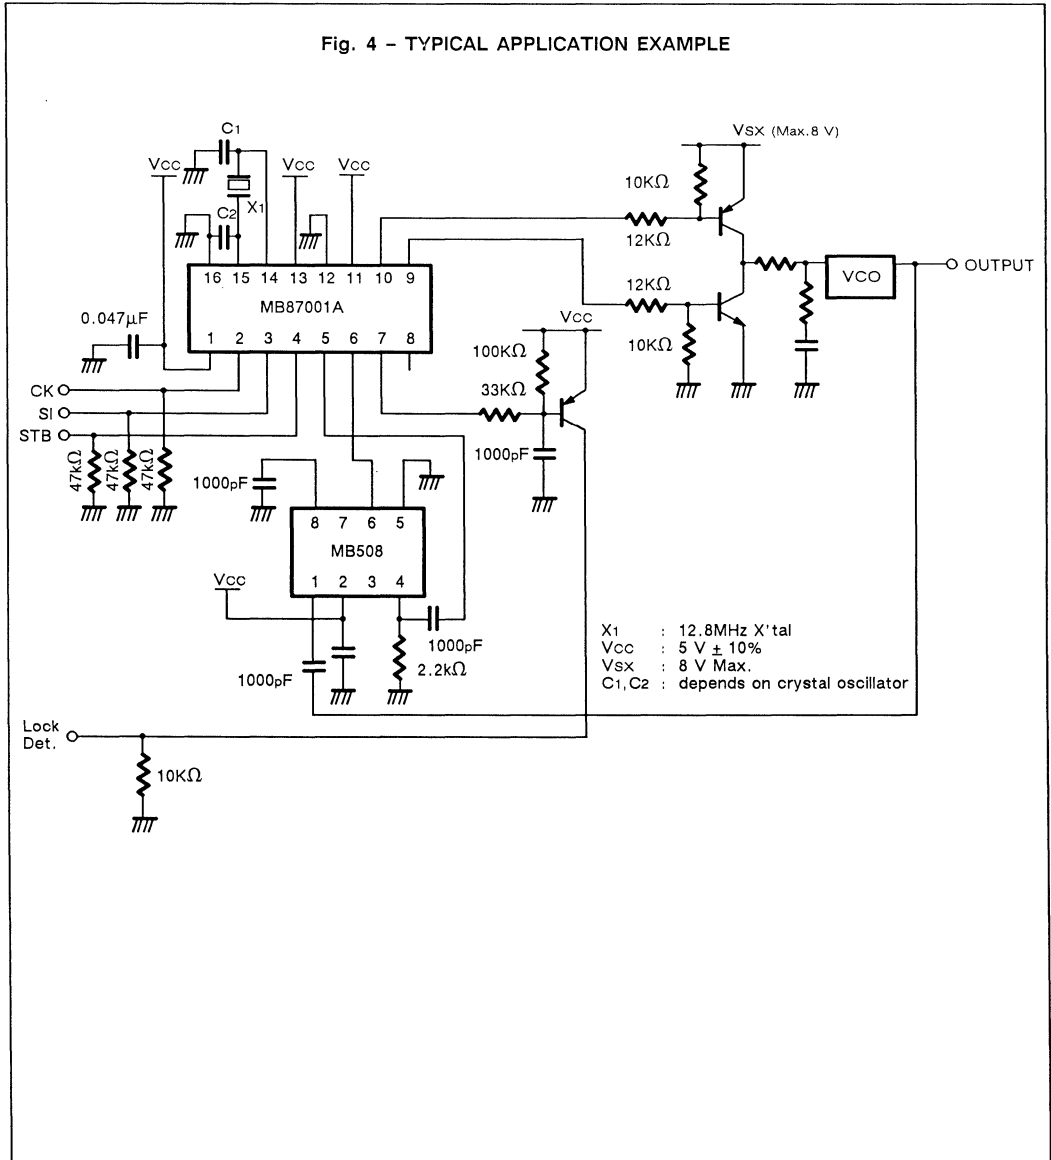 Fig. 4 – TYPICAL APPLICATION EXAMPLE
C1
VSX (Max.8 V)
VCC
VCC
VCC
10KΩ
C2
X1
12KΩ
16 15 14 13 12 11 10 9
MB87001A
1 2 3 4 5 6 7 8
VCO
OUTPUT
12KΩ
0.047µF
VCC
10KΩ
100KΩ
33KΩ
CK
SI
STB
47kΩ
47kΩ
47kΩ
1000pF
1000pF
8 7 6 5
MB508
1 2 3 4
VCC
1000pF
2.2kΩ
1000pF
X1 : 12.8MHz X'tal
VCC : 5 V ± 10%
VSX : 8 V Max.
C1,C2 : depends on crystal oscillator
Lock
Det.
10KΩ